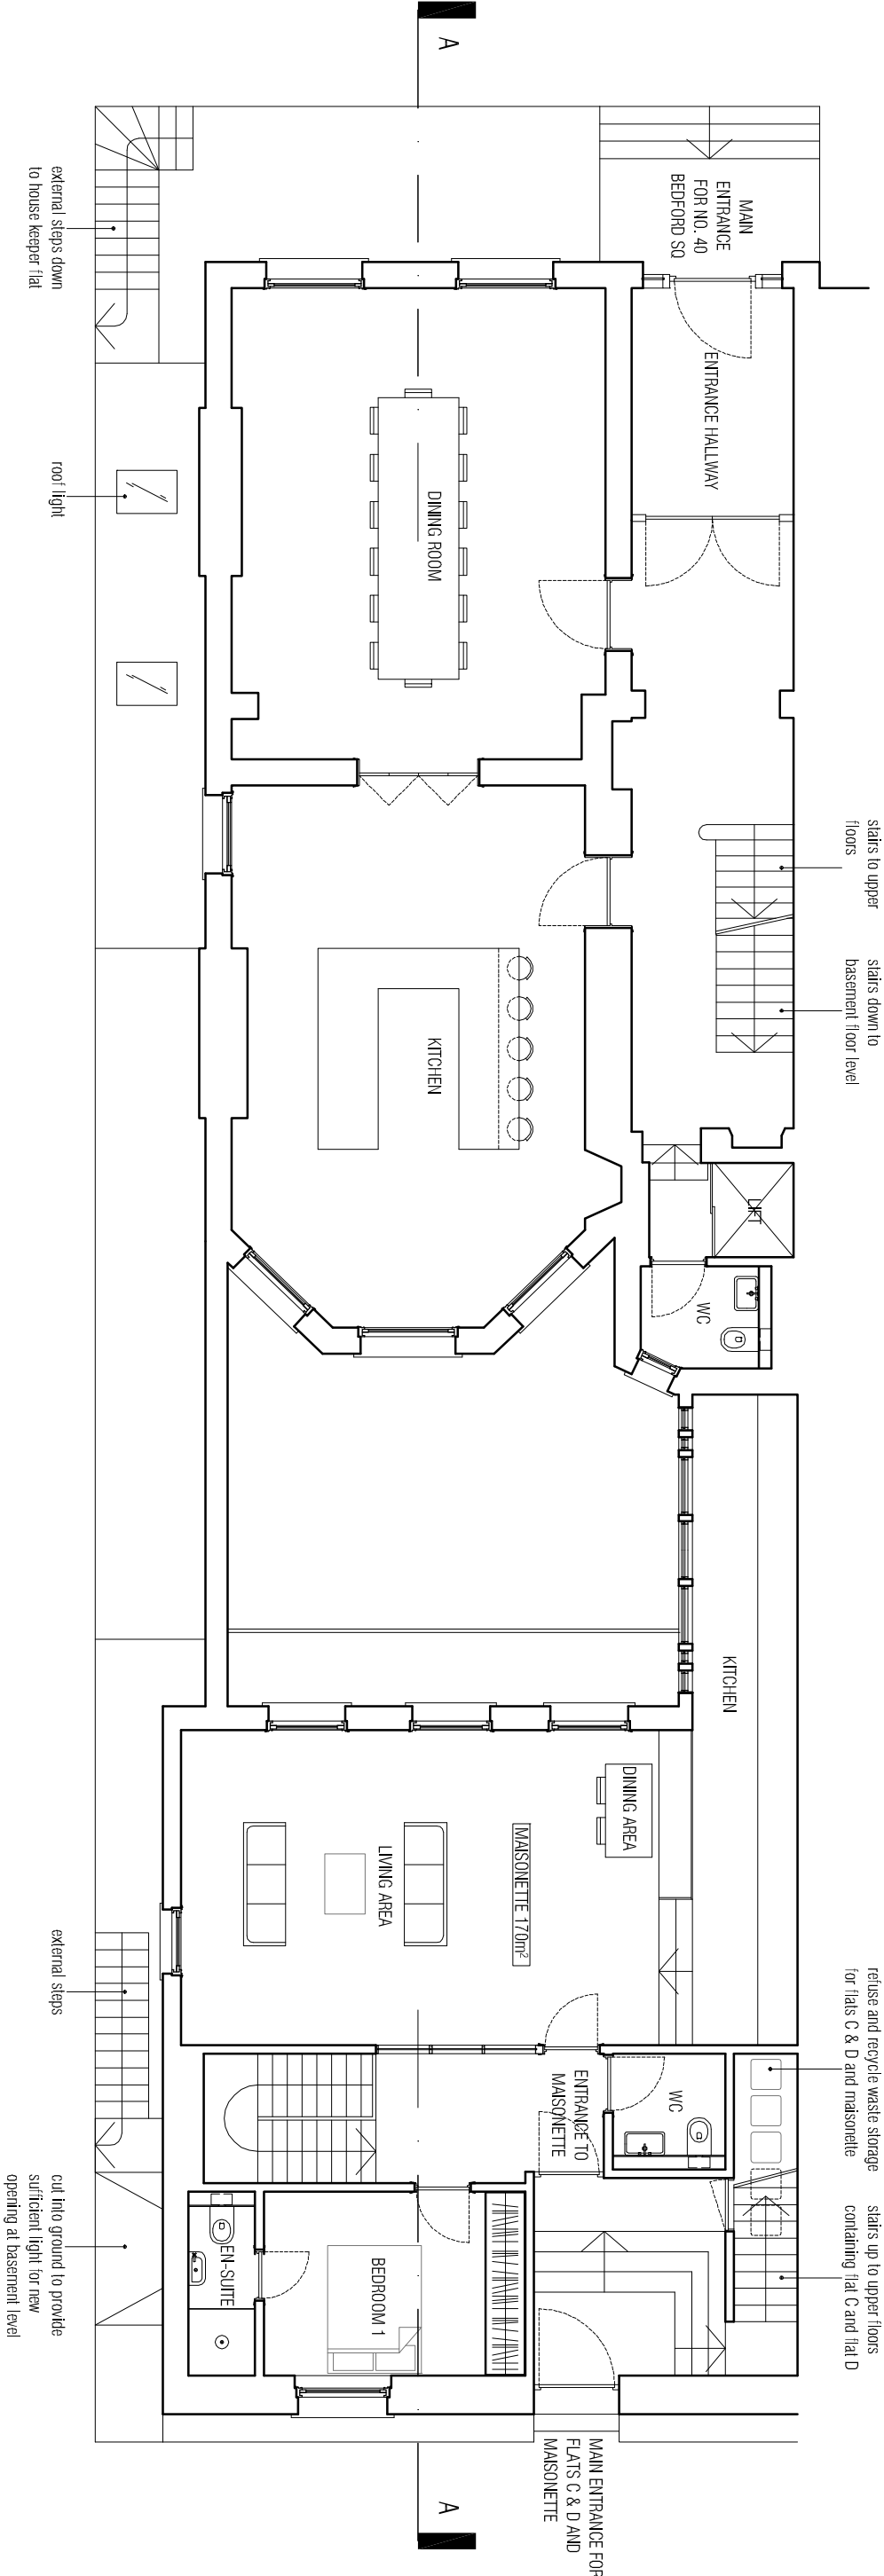 A
MAIN
ENTRANCE
FOR NO. 40
BEDFORD SQ
external steps down
to house keeper flat
ENTRANCE HALLWAY
roof light
DINING ROOM
stairs to upper
floors
stairs down to
basement floor level
KITCHEN
LIFT
WC
KITCHEN
DINING AREA
MAISONETTE 170m²
LIVING AREA
external steps
refuse and recycle waste storage
for flats C & D and maisonette
WC
ENTRANCE TO
MAISONETTE
stairs up to upper floors
containing flat C and flat D
BEDROOM 1
EN-SUITE
cut into ground to provide
sufficient light for new
opening at basement level
MAIN ENTRANCE FOR
FLATS C & D AND
MAISONETTE
A